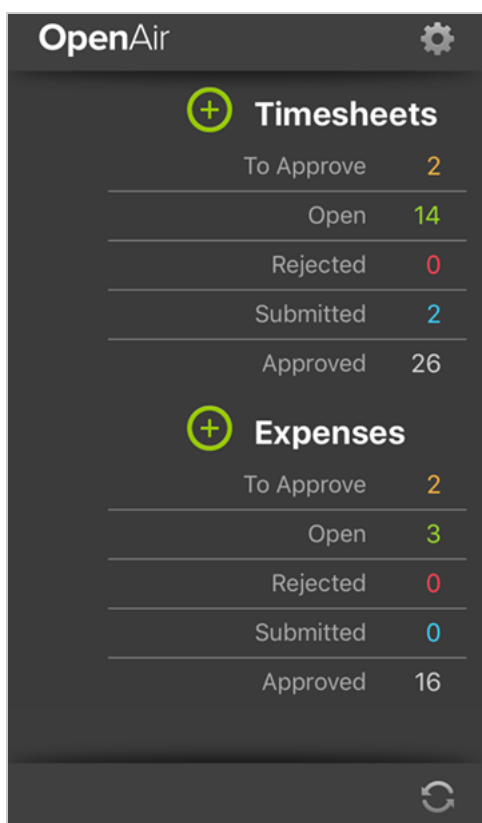 OpenAir
Timesheets
To Approve 2
Open 14
Rejected 0
Submitted 2
Approved 26
Expenses
To Approve 2
Open 3
Rejected 0
Submitted 0
Approved 16